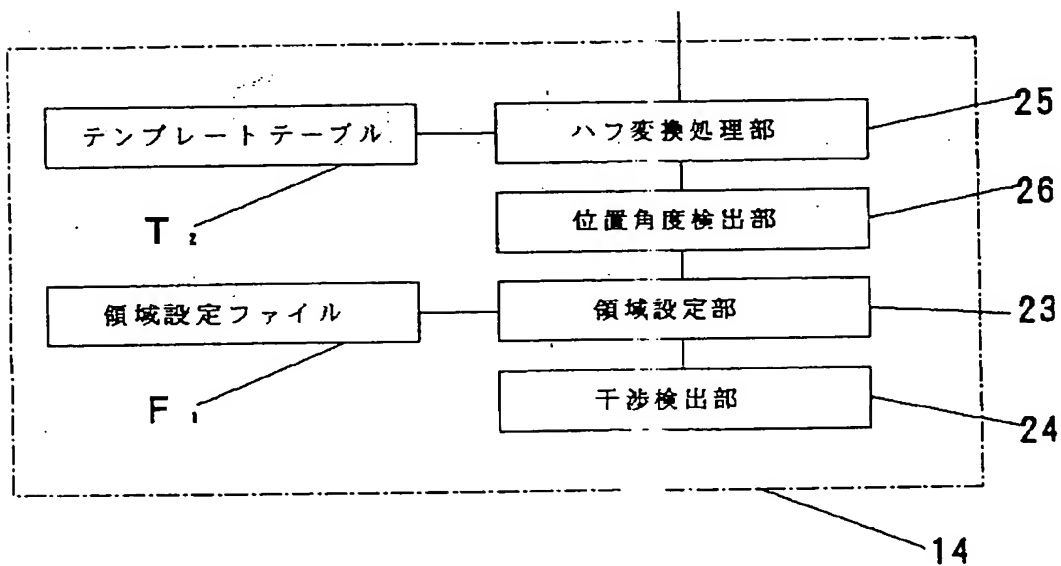 テンプレートテーブル
ハフ変換処理部
25
T₂
位置角度検出部
26
領域設定ファイル
領域設定部
23
F₁
干渉検出部
24
14